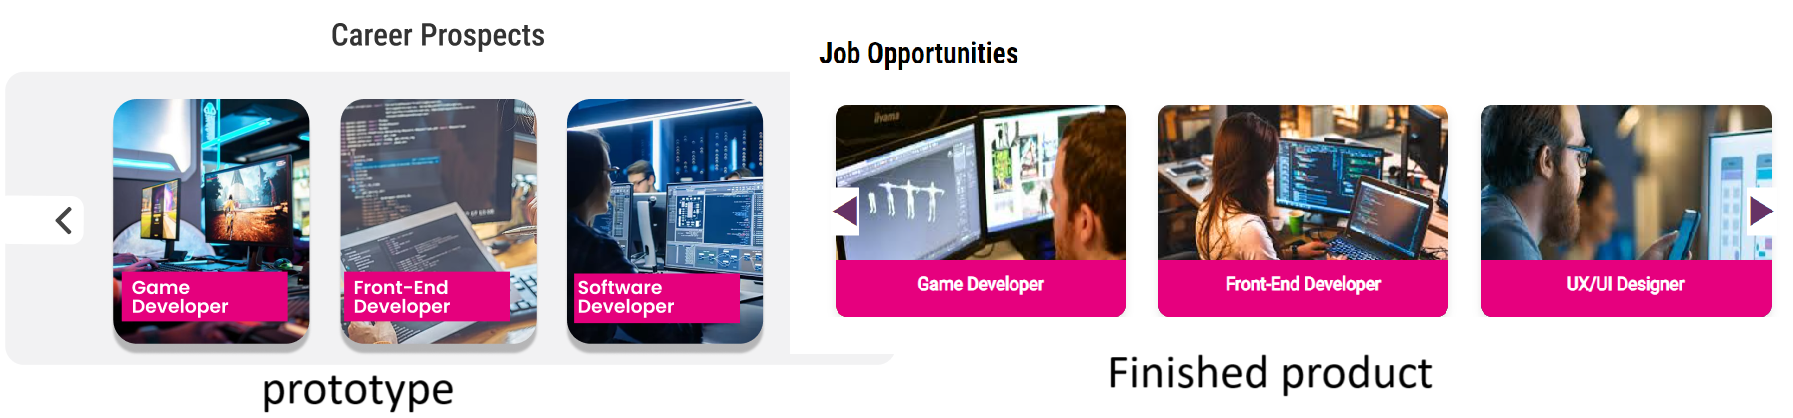 Career Prospects
Game
Developer
Front-End
Developer
Software
Developer
prototype
Job Opportunities
iiyama
Game Developer
Front-End Developer
UX/UI Designer
Finished product